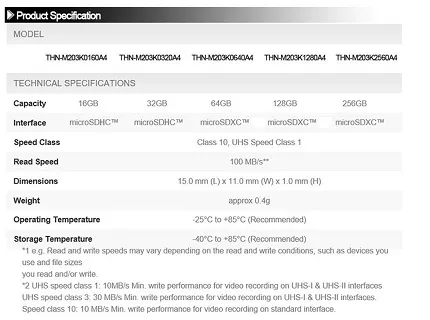 Product Specification
MODEL
THN-M203K0160A4 THN-M203K0320A4 THN-M203K0640A4 THN-M203K1280A4 THN-M203K2560A4
TECHNICAL SPECIFICATIONS
Capacity 16GB 32GB 64GB 128GB 256GB
Interface microSDHC™ microSDHC™ microSDXC™ microSDXC™ microSDXC™
Speed Class Class 10, UHS Speed Class 1
Read Speed 100 MB/s**
Dimensions 15.0 mm (L) x 11.0 mm (W) x 1.0 mm (H)
Weight approx 0.4g
Operating Temperature -25°C to +85°C (Recommended)
Storage Temperature -40°C to +85°C (Recommended)
*1 e.g. Read and write speeds may vary depending on the read and write conditions, such as devices you
use and file sizes
you read and/or write.
*2 UHS speed class 1: 10MB/s Min. write performance for video recording on UHS-I & UHS-II interfaces
UHS speed class 3: 30 MB/s Min. write performance for video recording on UHS-I & UHS-II interfaces.
Speed class 10: 10 MB/s Min. write performance for video recording on standard interface.